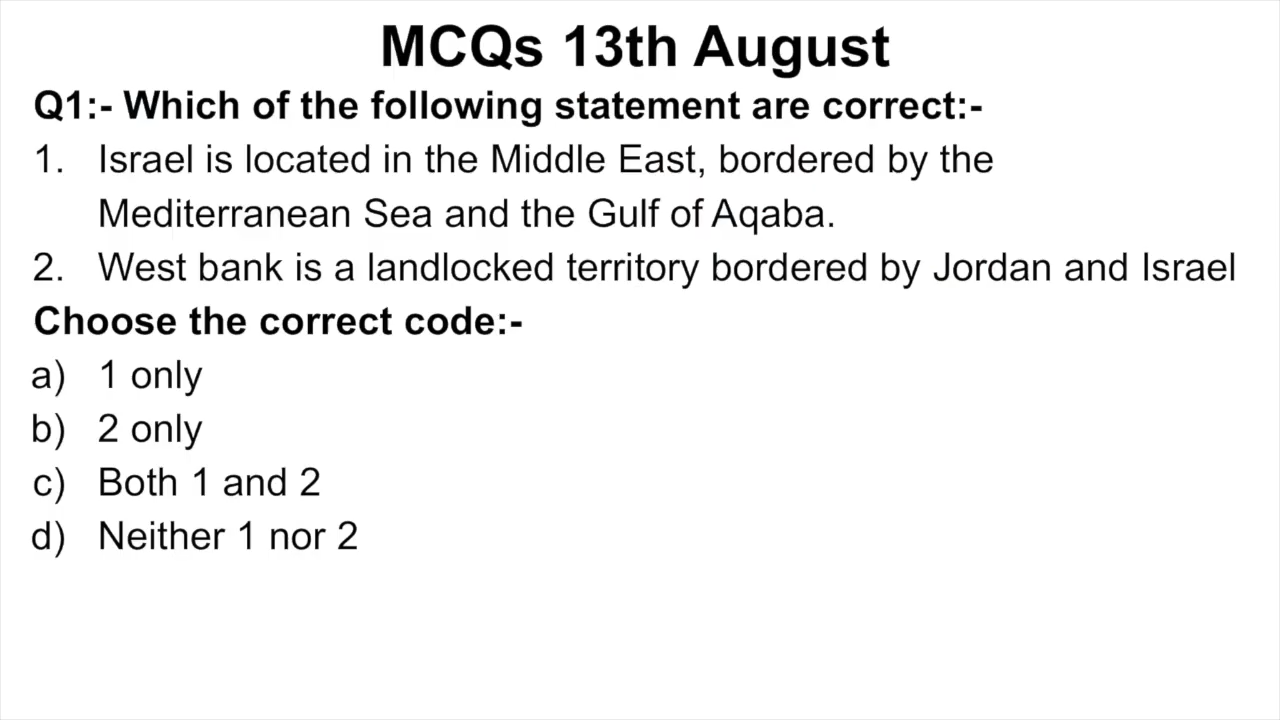 MCQs 13th August
Q1:- Which of the following statement are correct:-
1. Israel is located in the Middle East, bordered by the
Mediterranean Sea and the Gulf of Aqaba.
2. West bank is a landlocked territory bordered by Jordan and Israel
Choose the correct code:-
a) 1 only
b) 2 only
c) Both 1 and 2
d) Neither 1 nor 2